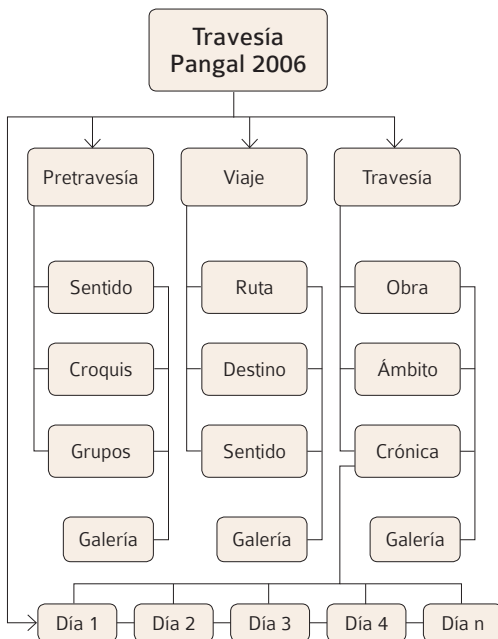 Travesía
Pangal 2006
Pretravesía
Viaje
Travesía
Sentido
Ruta
Obra
Croquis
Destino
Ámbito
Grupos
Sentido
Crónica
Galería
Galería
Galería
Día 1
Día 2
Día 3
Día 4
Día n